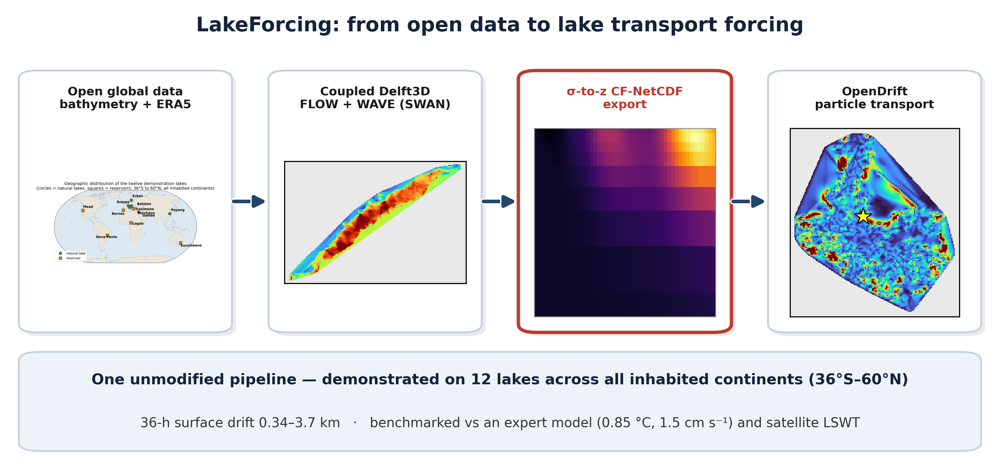 LakeForcing: from open data to lake transport forcing
Open global data
bathymetry + ERA5
Geographic distribution of the twelve demonstration lakes
(circles = natural lakes, squares = reservoirs; 36°S to 60°N, all inhabited continents)
Erken
Rotsee
Balaton
Mead
Trasimeno
Poyang
Bornos
Polyfytos
Galilee
Lagdo
Nova Ponte
Eucumbene
natural lake
reservoir
Coupled Delft3D
FLOW + WAVE (SWAN)
σ-to-z CF-NetCDF
export
OpenDrift
particle transport
One unmodified pipeline — demonstrated on 12 lakes across all inhabited continents (36°S–60°N)
36-h surface drift 0.34–3.7 km · benchmarked vs an expert model (0.85 °C, 1.5 cm s⁻¹) and satellite LSWT